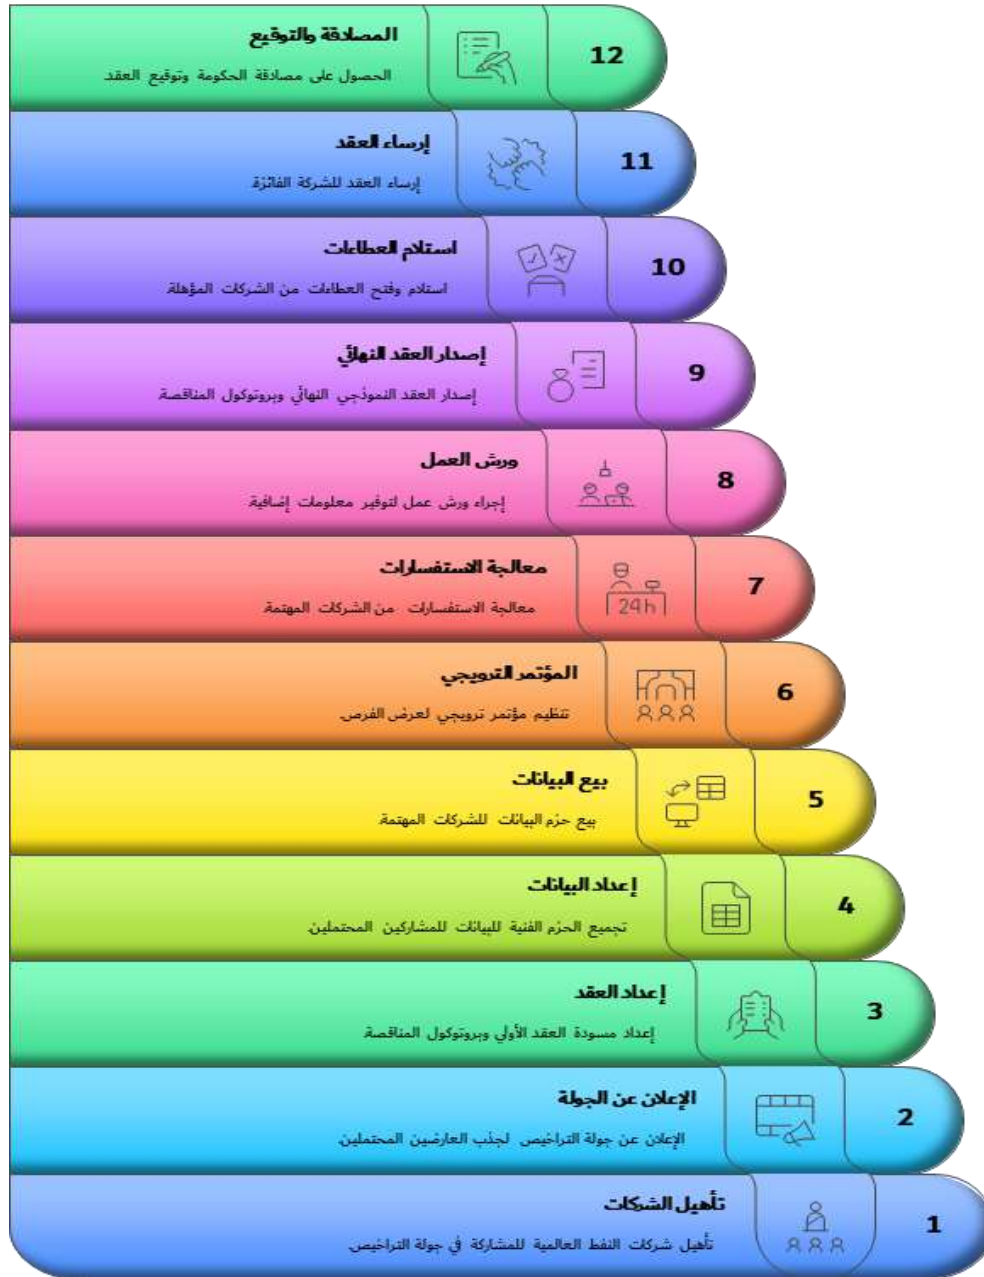 المصادقة والتوقيع
12
الحصول على مصادقة الحكومة وتوقيع العقد
إرساء العقد
11
إرساء العقد للشركة الفائزة
استلام العطاءات
10
استلام وفتح العطاءات من الشركات المؤهلة
إصدار العقد النهائي
9
إصدار العقد النموذجي النهائي وبروتوكول المناقصة
ورش العمل
8
إجراء ورش عمل لتوفير معلومات إضافية
معالجة الاستفسارات
7
24h
معالجة الاستفسارات من الشركات المهتمة
المؤتمر الترويجي
6
تنظيم مؤتمر ترويجي لعرض الفرص
بيع البيانات
5
بيع حزم البيانات للشركات المهتمة
إعداد البيانات
4
تجميع الحزم الفنية للبيانات للمشاركين المحتملين
إعداد العقد
3
إعداد مسودة العقد الأولي وبروتوكول المناقصة
الإعلان عن الجولة
2
الإعلان عن جولة التراخيص لجذب العارضين المحتملين
تأهيل الشركات
1
تأهيل شركات النفط العالمية للمشاركة في جولة التراخيص